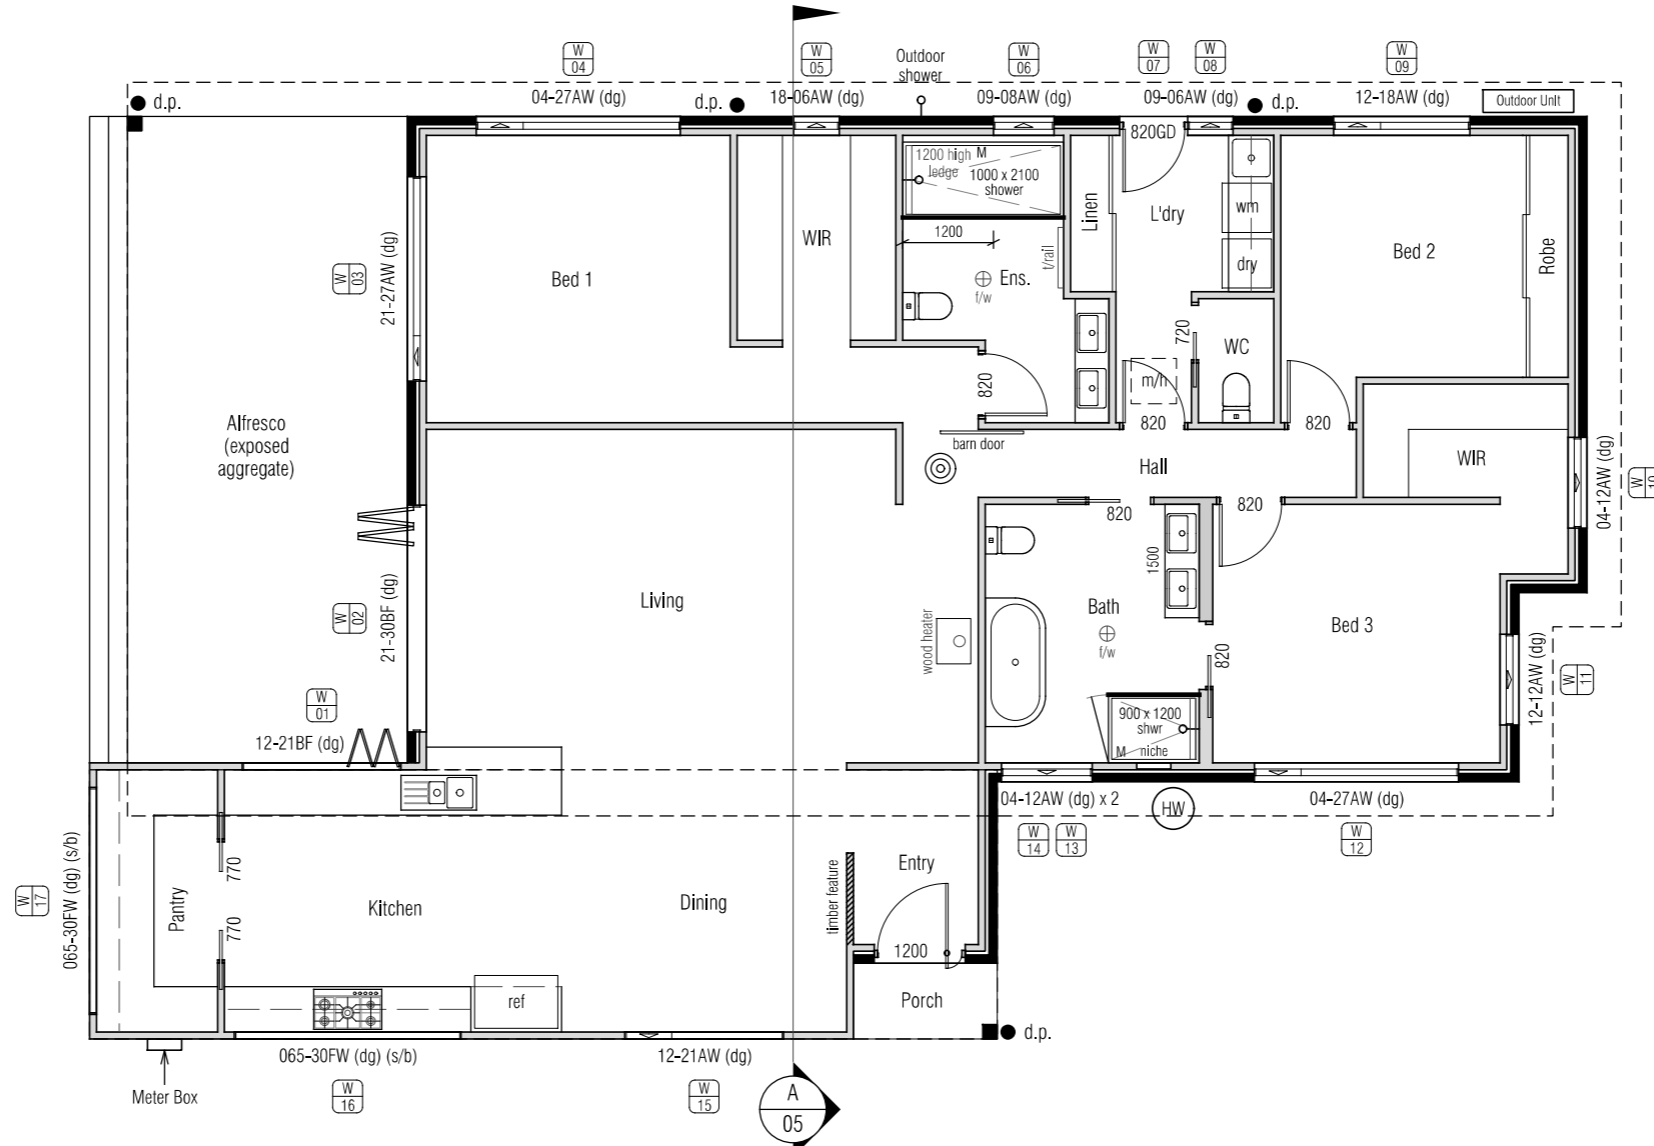 W
04
W
05
Outdoor
shower
W
06
W
07
W
08
W
09
d.p.
04-27AW (dg)
d.p.
18-06AW (dg)
09-08AW (dg)
09-06AW (dg)
d.p.
12-18AW (dg)
Outdoor Unit
820GD
1200 high M
ledge
1000 x 2100
shower
Linen
L'dry
wm
dry
WIR
1200
t/rail
Ens.
f/w
Bed 1
Bed 2
Robe
W
03
21-27AW (dg)
720
WC
m/h
820
820
820
Alfresco
(exposed
aggregate)
barn door
Hall
WIR
04-12AW (dg)
W
10
820
820
1500
W
02
21-30BF (dg)
Living
wood heater
Bath
f/w
820
Bed 3
12-12AW (dg)
W
11
W
01
12-21BF (dg)
900 x 1200
shwr
M niche
04-12AW (dg) x 2
HW
04-27AW (dg)
W
14
W
13
W
12
W
17
065-30FW (dg) (s/b)
Pantry
770
770
Kitchen
Dining
timber feature
Entry
1200
ref
Porch
d.p.
065-30FW (dg) (s/b)
12-21AW (dg)
Meter Box
W
16
W
15
A
05